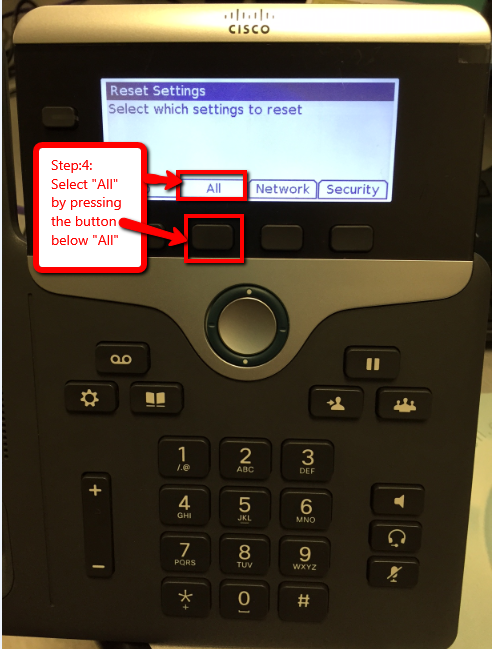 CISCO
Reset Settings
Select which settings to reset
Step:4:
Select "All"
by pressing
the button
below "All"
All
Network
Security
1
/.@
2
ABC
3
DEF
4
GHI
5
JKL
6
MNO
7
PQRS
8
TUV
9
WXYZ
*
+
0
#
+
−